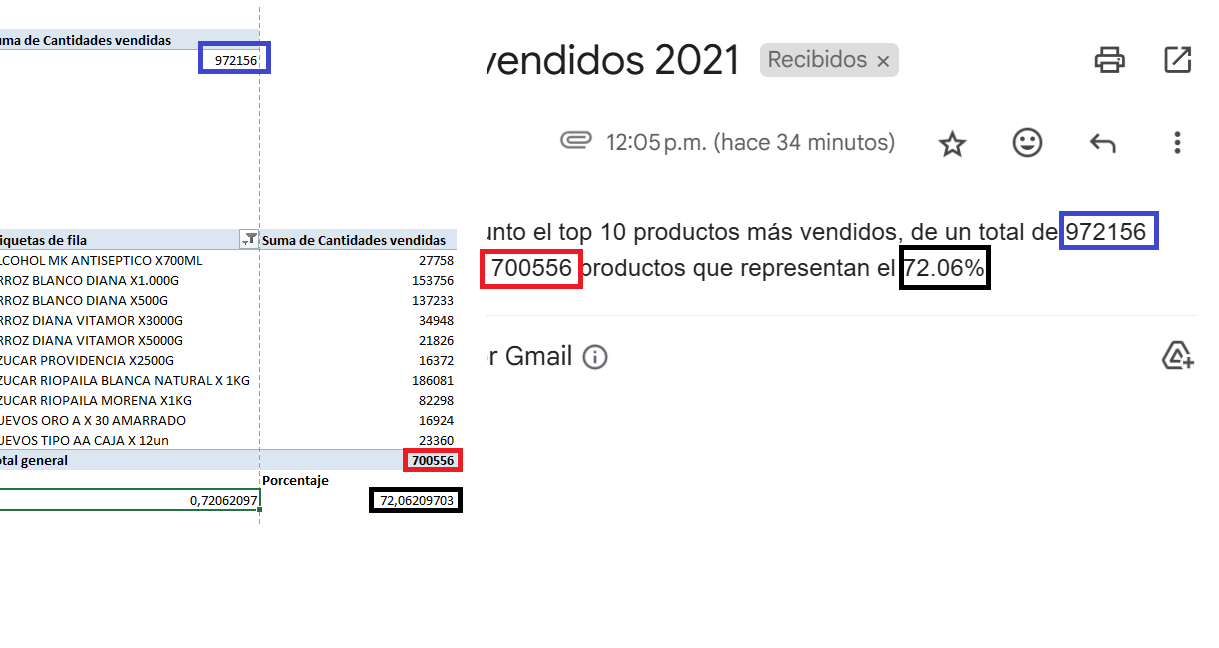 uma de Cantidades vendidas
972156
iquetas de fila Suma de Cantidades vendidas
LCOHOL MK ANTISEPTICO X700ML 27758
RROZ BLANCO DIANA X1.000G 153756
RROZ BLANCO DIANA X500G 137233
RROZ DIANA VITAMOR X3000G 34948
RROZ DIANA VITAMOR X5000G 21826
ZUCAR PROVIDENCIA X2500G 16372
ZUCAR RIOPAILA BLANCA NATURAL X 1KG 186081
ZUCAR RIOPAILA MORENA X1KG 82298
UEVOS ORO A X 30 AMARRADO 16924
UEVOS TIPO AA CAJA X 12un 23360
otal general 700556
Porcentaje
0,72062097 72,06209703
vendidos 2021 Recibidos ×
12:05 p.m. (hace 34 minutos)
unto el top 10 productos más vendidos, de un total de 972156
700556 productos que representan el 72.06%
r Gmail